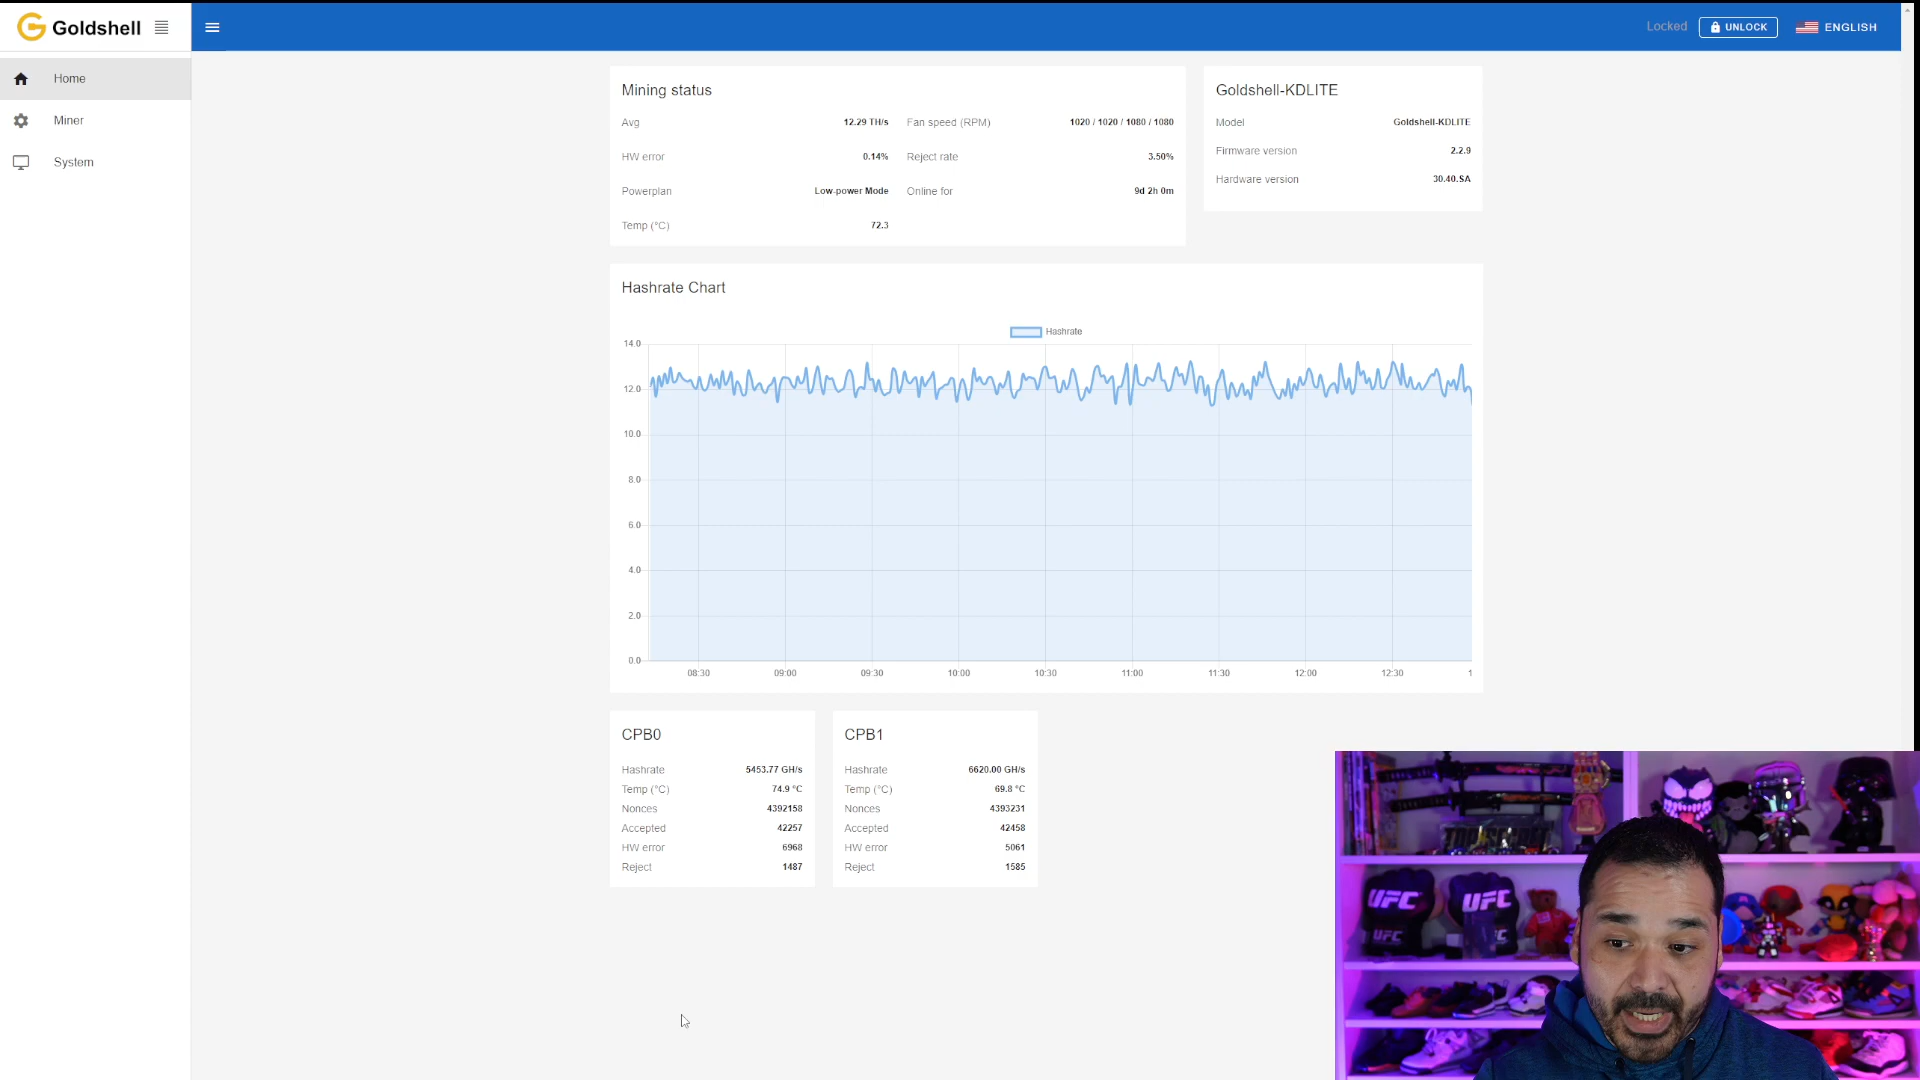 Goldshell
Locked
UNLOCK
ENGLISH
Home
Miner
System
Mining status
Avg 12.29 TH/s Fan speed (RPM) 1020 / 1020 / 1080 / 1080
HW error 0.14% Reject rate 3.50%
Powerplan Low-power Mode Online for 9d 2h 0m
Temp (°C) 72.3
Goldshell-KDLITE
Model Goldshell-KDLITE
Firmware version 2.2.9
Hardware version 30.40.SA
Hashrate Chart
Hashrate
14.0
12.0
10.0
8.0
6.0
4.0
2.0
0.0
08:30 09:00 09:30 10:00 10:30 11:00 11:30 12:00 12:30 1
CPB0
Hashrate 5453.77 GH/s
Temp (°C) 74.9 °C
Nonces 4392158
Accepted 42257
HW error 6968
Reject 1487
CPB1
Hashrate 6620.00 GH/s
Temp (°C) 69.8 °C
Nonces 4393231
Accepted 42458
HW error 5061
Reject 1585
UFC
UFC
UFC
UFC